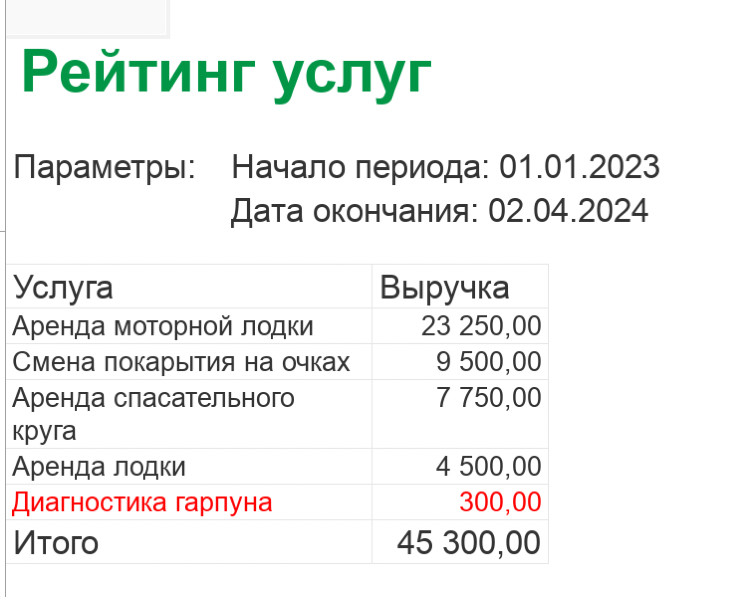 Рейтинг услуг
Параметры: Начало периода: 01.01.2023
Дата окончания: 02.04.2024
Услуга Выручка
Аренда моторной лодки 23 250,00
Смена покарытия на очках 9 500,00
Аренда спасательного 7 750,00
круга
Аренда лодки 4 500,00
Диагностика гарпуна 300,00
Итого 45 300,00